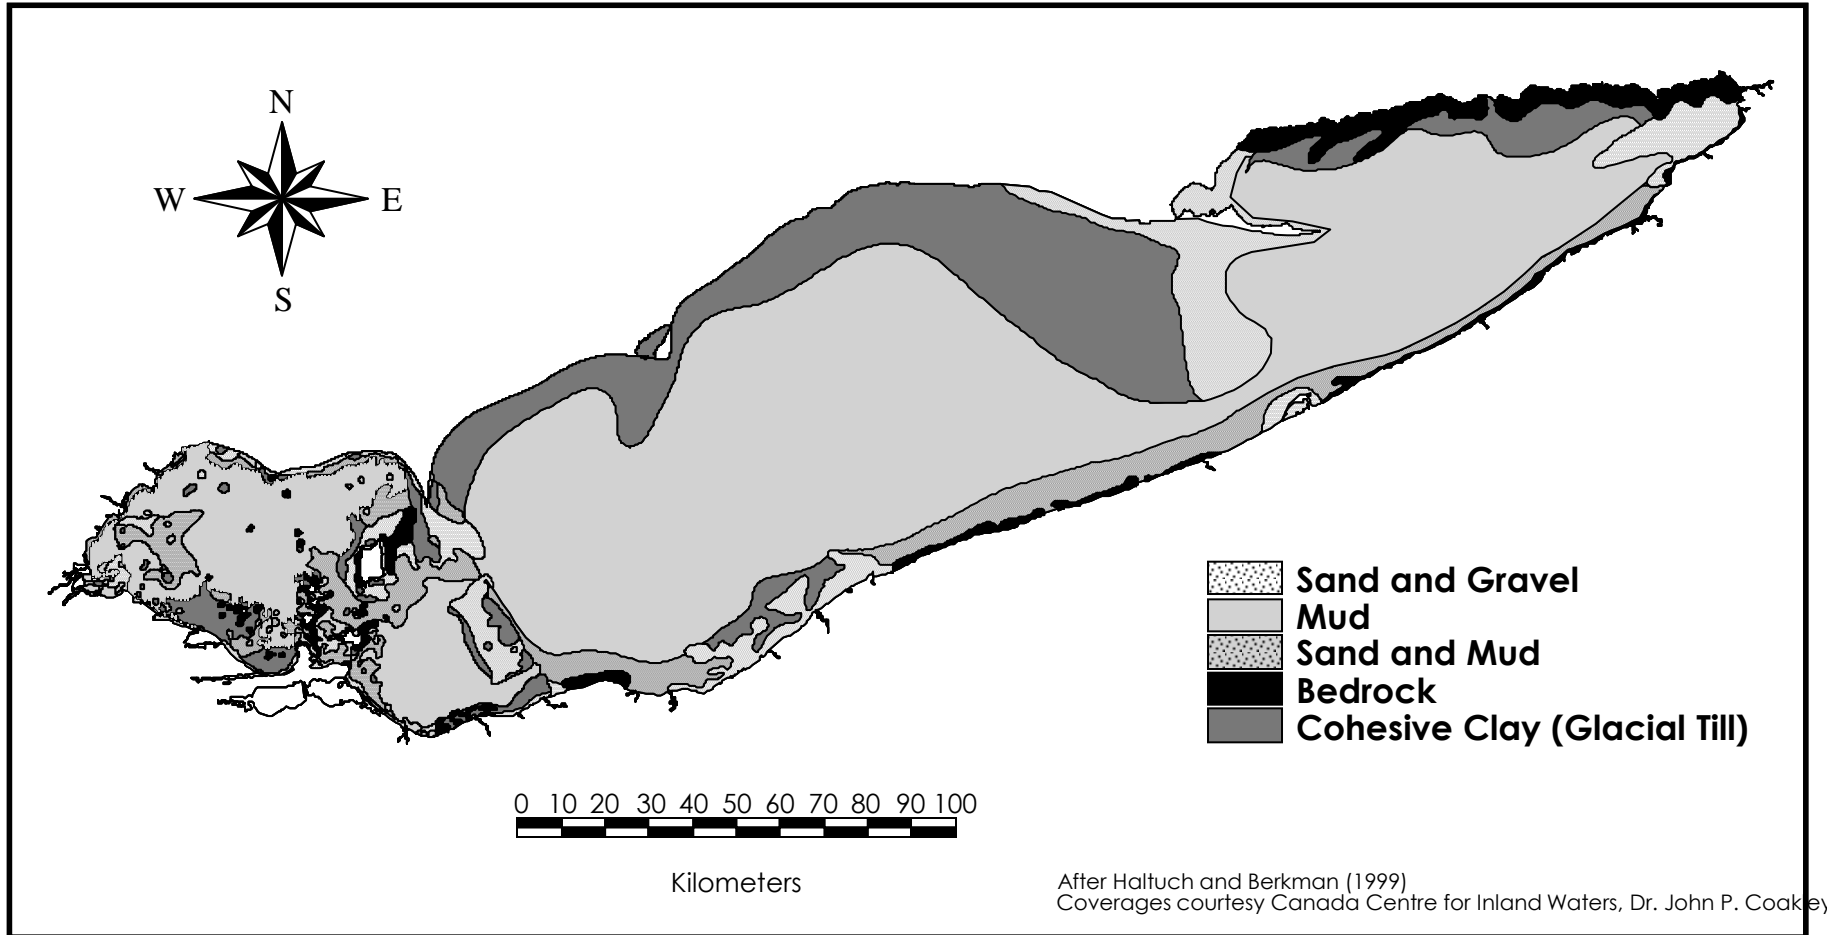 N
W E
S
Sand and Gravel
Mud
Sand and Mud
Bedrock
Cohesive Clay (Glacial Till)
0 10 20 30 40 50 60 70 80 90 100
Kilometers
After Haltuch and Berkman (1999)
Coverages courtesy Canada Centre for Inland Waters, Dr. John P. Coakley